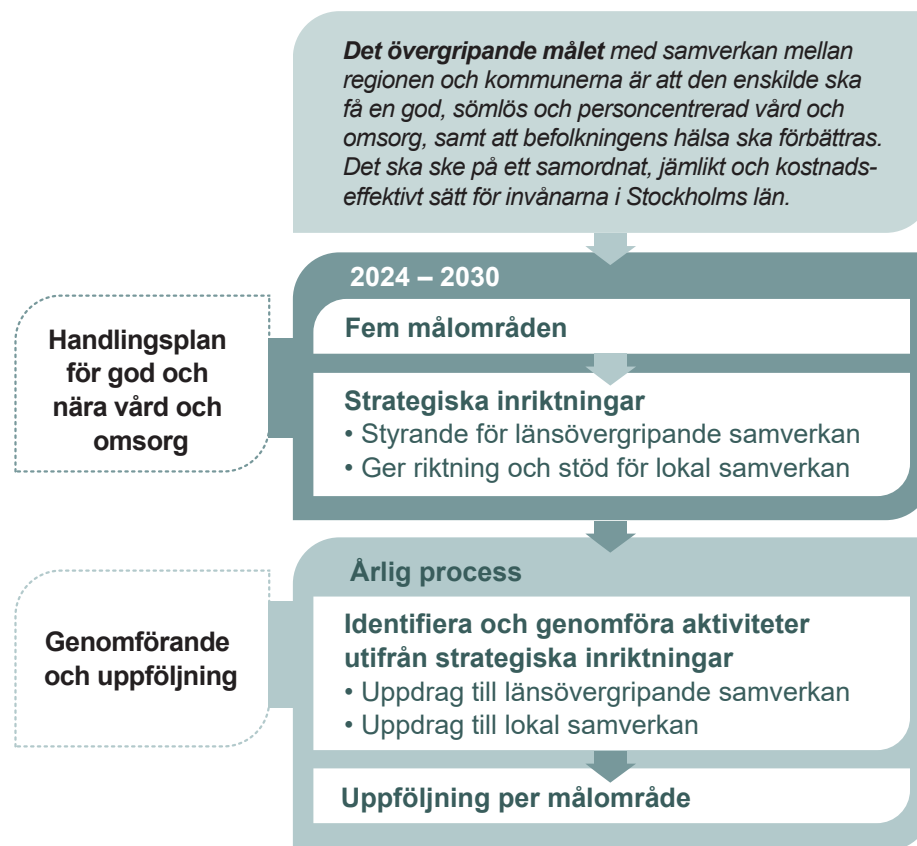 Det övergripande målet med samverkan mellan
regionen och kommunerna är att den enskilde ska
få en god, sömlös och personcentrerad vård och
omsorg, samt att befolkningens hälsa ska förbättras.
Det ska ske på ett samordnat, jämlikt och kostnads-
effektivt sätt för invånarna i Stockholms län.
2024 – 2030
Handlingsplan
för god och
nära vård och
omsorg
Fem målområden
Strategiska inriktningar
• Styrande för länsövergripande samverkan
• Ger riktning och stöd för lokal samverkan
Årlig process
Genomförande
och uppföljning
Identifiera och genomföra aktiviteter
utifrån strategiska inriktningar
• Uppdrag till länsövergripande samverkan
• Uppdrag till lokal samverkan
Uppföljning per målområde